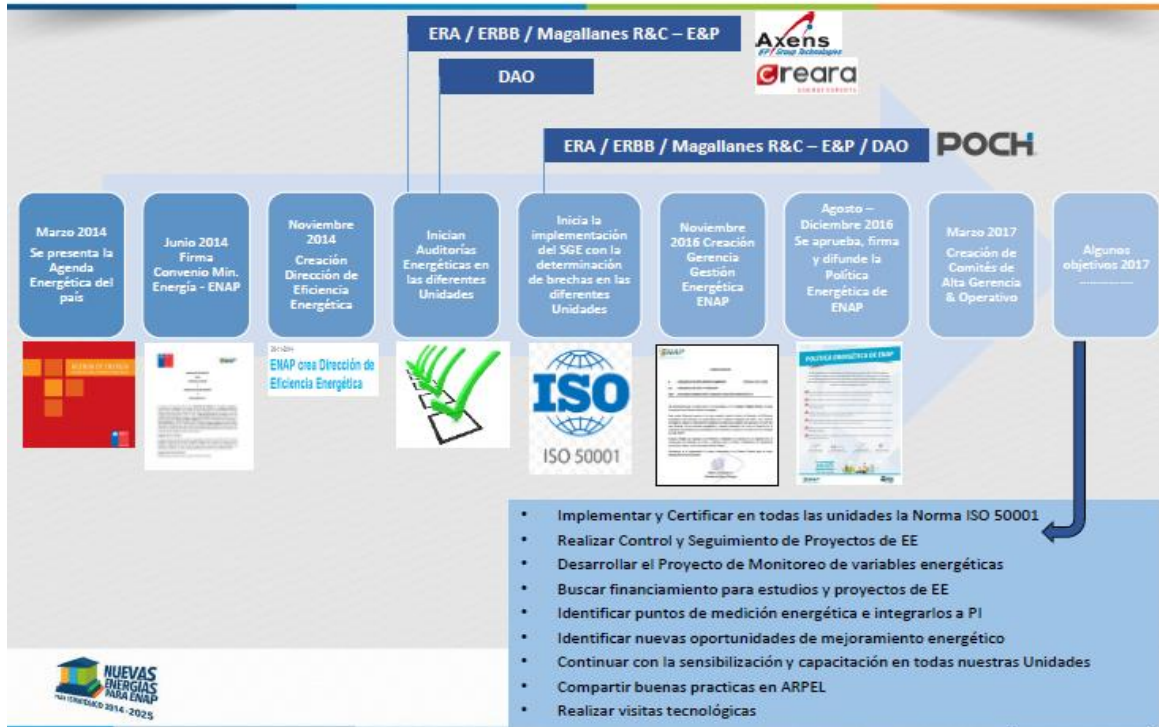 ERA / ERBB / Magallanes R&C – E&P
Axens
IFP Group Technologies
DAO
creara
ERA / ERBB / Magallanes R&C – E&P / DAO
POCH
Marzo 2014
Se presenta la
Agenda
Energética del
país
Junio 2014
Firma
Convenio Min.
Energía - ENAP
Noviembre
2014
Creación
Dirección de
Eficiencia
Energética
Inician
Auditorías
Energéticas en
las diferentes
Unidades
Inicia la
implementación
del SGE con la
determinación
de brechas en las
diferentes
Unidades
Noviembre
2016 Creación
Gerencia
Gestión
Energética
ENAP
Agosto –
Diciembre 2016
Se aprueba, firma
y difunde la
Política
Energética de
ENAP
Marzo 2017
Creación de
Comités de
Alta Gerencia
& Operativo
Algunos
objetivos 2017
..............
ENAP crea Dirección de
Eficiencia Energética
ISO
ISO 50001
POLÍTICA ENERGÉTICA DE ENAP
• Implementar y Certificar en todas las unidades la Norma ISO 50001
• Realizar Control y Seguimiento de Proyectos de EE
• Desarrollar el Proyecto de Monitoreo de variables energéticas
• Buscar financiamiento para estudios y proyectos de EE
• Identificar puntos de medición energética e integrarlos a PI
• Identificar nuevas oportunidades de mejoramiento energético
• Continuar con la sensibilización y capacitación en todas nuestras Unidades
• Compartir buenas practicas en ARPEL
• Realizar visitas tecnológicas
NUEVAS
ENERGÍAS
PARA ENAP
PLAN ESTRATÉGICO 2014 - 2025